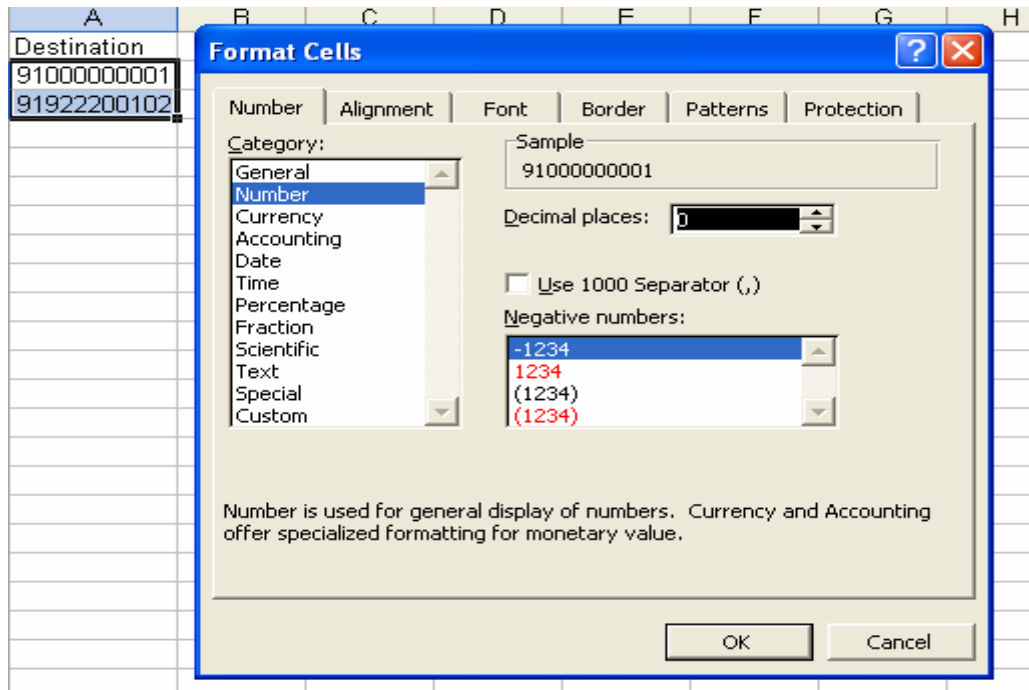 A B C D E F G H
Destination
91000000001
91922200102
Format Cells
Number Alignment Font Border Patterns Protection
Category:
General
Number
Currency
Accounting
Date
Time
Percentage
Fraction
Scientific
Text
Special
Custom
Sample
91000000001
Decimal places: 0
Use 1000 Separator (,)
Negative numbers:
-1234
1234
(1234)
(1234)
Number is used for general display of numbers. Currency and Accounting
offer specialized formatting for monetary value.
OK Cancel